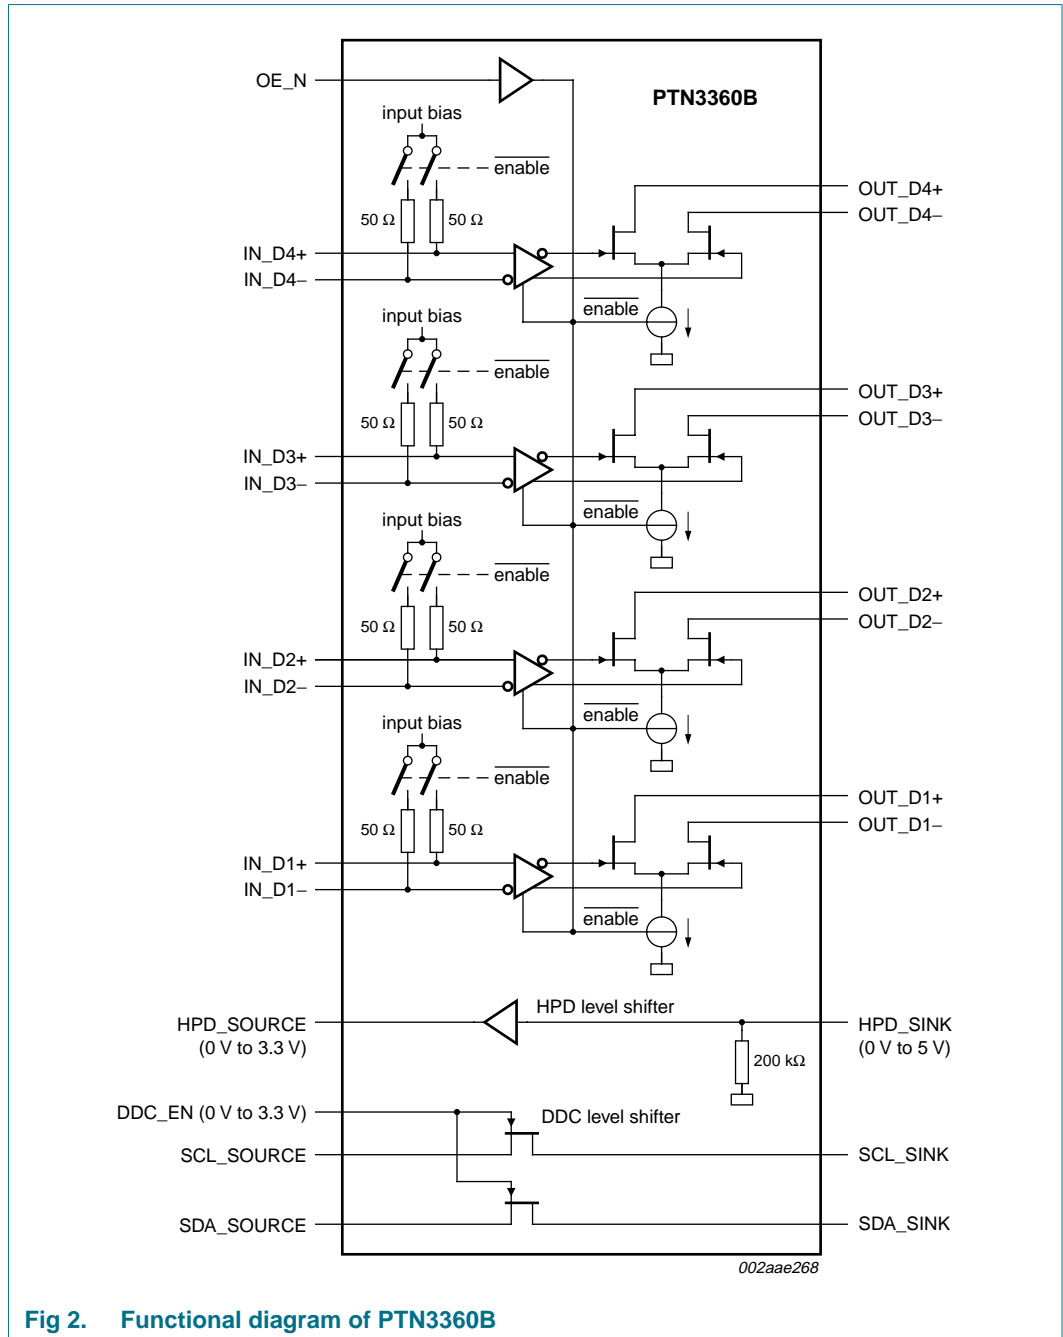 OE_N
PTN3360B
input bias
enable
50 Ω 50 Ω
OUT_D4+
OUT_D4−
IN_D4+
IN_D4−
enable
input bias
enable
50 Ω 50 Ω
OUT_D3+
OUT_D3−
IN_D3+
IN_D3−
enable
input bias
enable
50 Ω 50 Ω
OUT_D2+
OUT_D2−
IN_D2+
IN_D2−
enable
input bias
enable
50 Ω 50 Ω
OUT_D1+
OUT_D1−
IN_D1+
IN_D1−
enable
HPD level shifter
HPD_SOURCE
(0 V to 3.3 V)
HPD_SINK
(0 V to 5 V)
200 kΩ
DDC_EN (0 V to 3.3 V)
DDC level shifter
SCL_SOURCE
SCL_SINK
SDA_SOURCE
SDA_SINK
002aae268
Fig 2. Functional diagram of PTN3360B